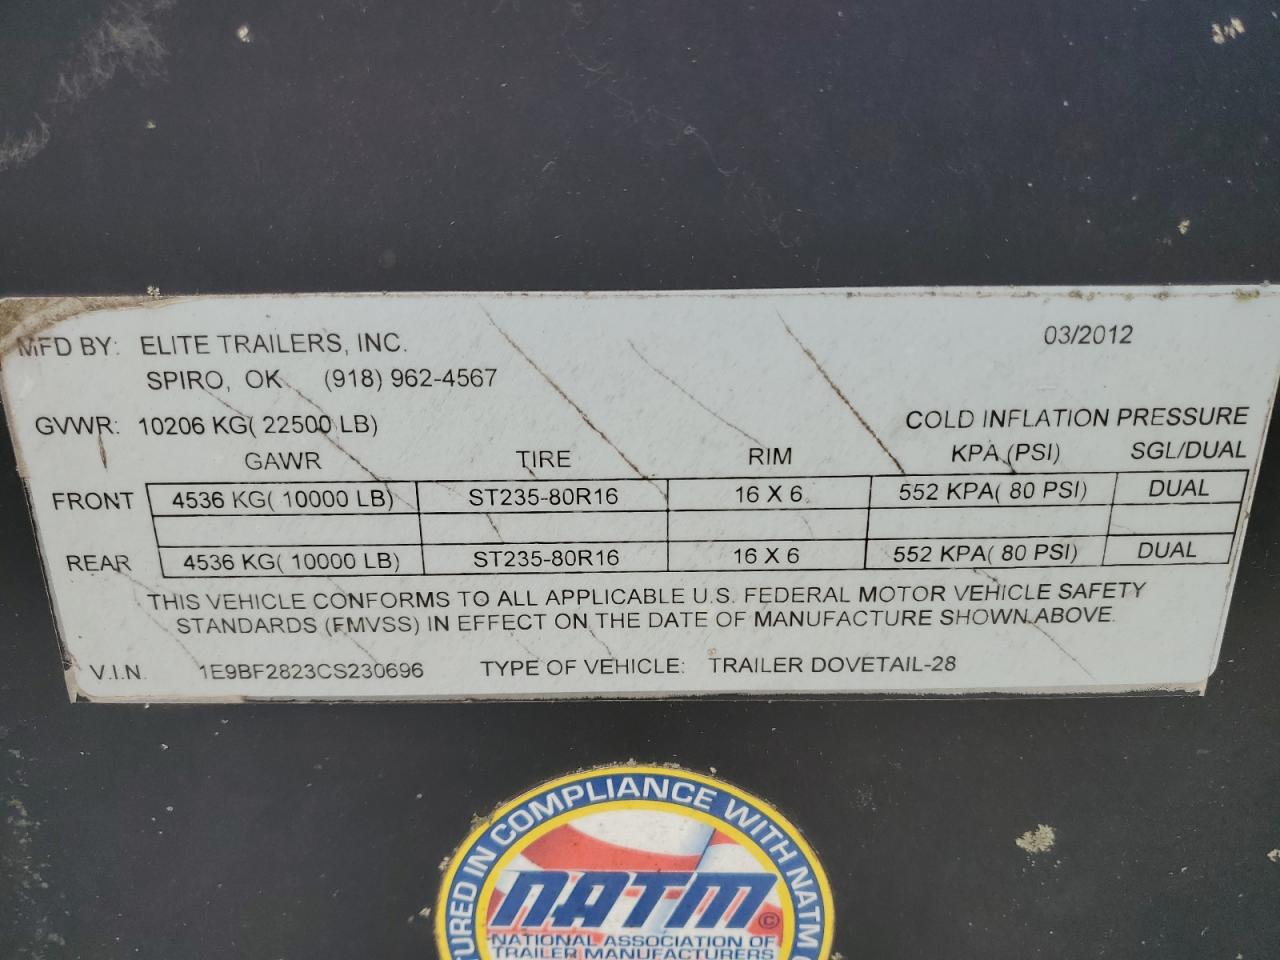 MFD BY: ELITE TRAILERS, INC. 03/2012
SPIRO, OK (918) 962-4567
GVWR: 10206 KG( 22500 LB) COLD INFLATION PRESSURE
GAWR TIRE RIM KPA (PSI) SGL/DUAL
FRONT 4536 KG( 10000 LB) ST235-80R16 16 X 6 552 KPA( 80 PSI) DUAL
REAR 4536 KG( 10000 LB) ST235-80R16 16 X 6 552 KPA( 80 PSI) DUAL
THIS VEHICLE CONFORMS TO ALL APPLICABLE U.S. FEDERAL MOTOR VEHICLE SAFETY
STANDARDS (FMVSS) IN EFFECT ON THE DATE OF MANUFACTURE SHOWN ABOVE.
V.I.N. 1E9BF2823CS230696 TYPE OF VEHICLE: TRAILER DOVETAIL-28
IN COMPLIANCE WITH NATM
NATM ©
NATIONAL ASSOCIATION OF
TRAILER MANUFACTURERS